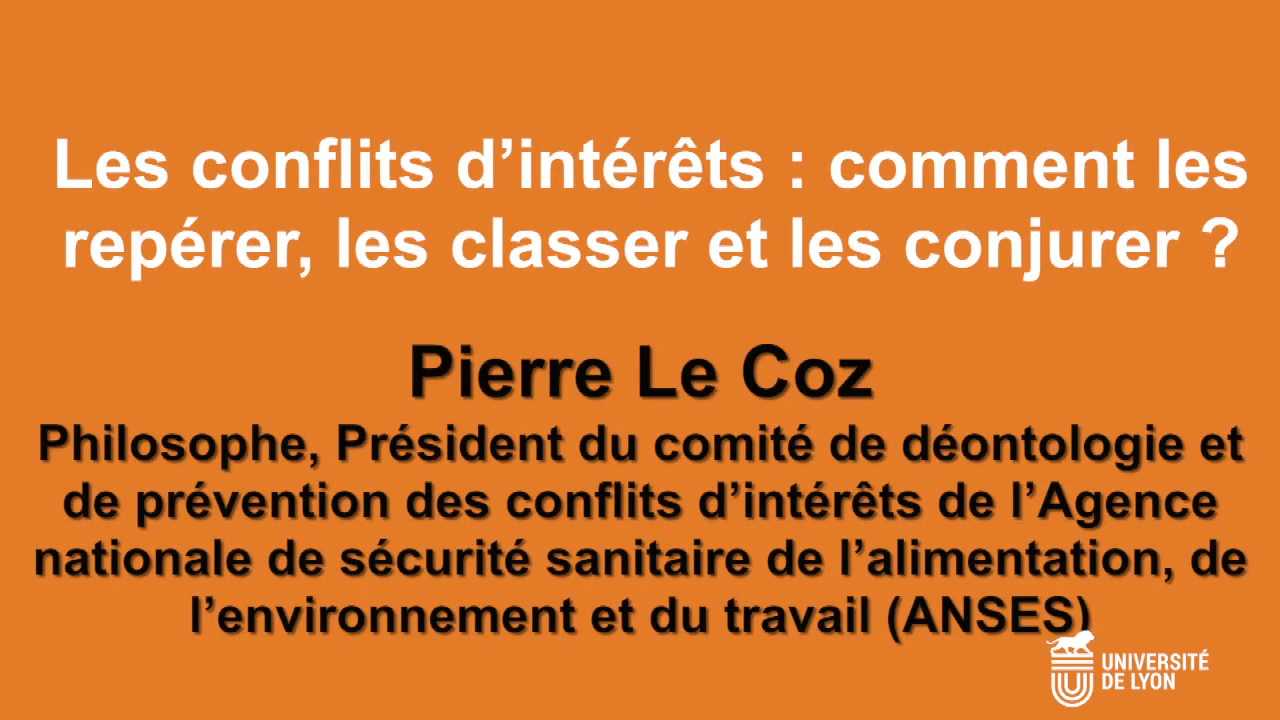 Les conflits d’intérêts : comment les
repérer, les classer et les conjurer ?
Pierre Le Coz
Philosophe, Président du comité de déontologie et
de prévention des conflits d’intérêts de l’Agence
nationale de sécurité sanitaire de l’alimentation, de
l’environnement et du travail (ANSES)
UNIVERSITÉ
DE LYON